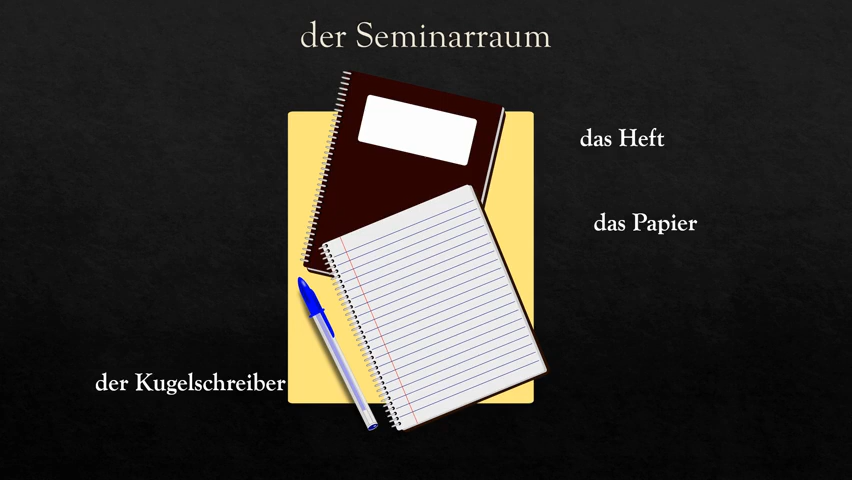 der Seminarraum
das Heft
das Papier
der Kugelschreiber